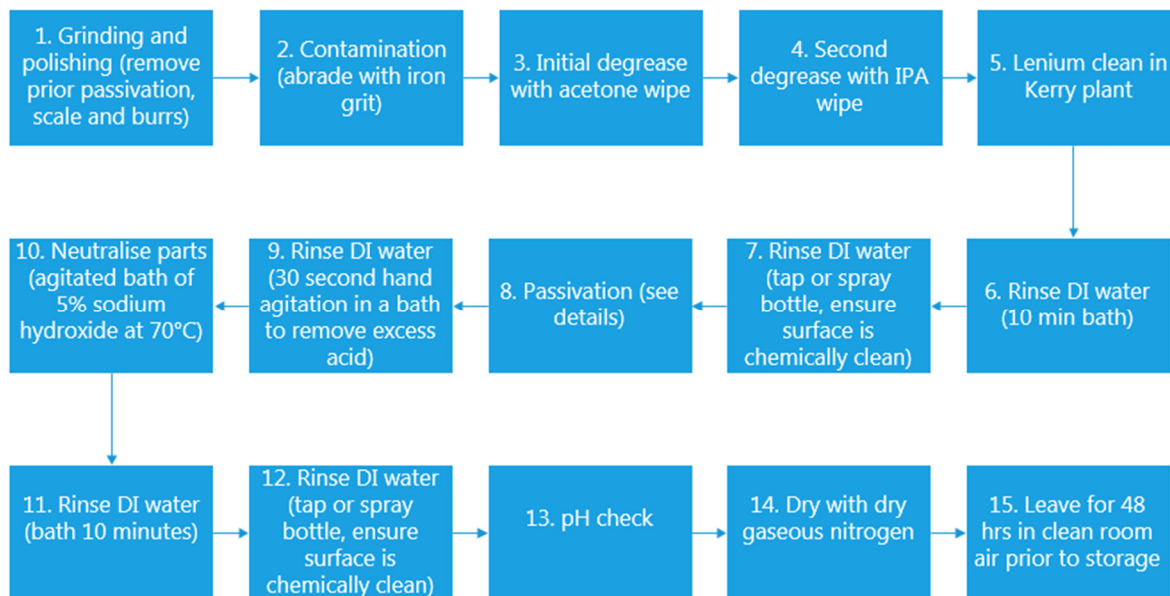 1. Grinding and
polishing (remove
prior passivation,
scale and burrs)
2. Contamination
(abrade with iron
grit)
3. Initial degrease
with acetone wipe
4. Second
degrease with IPA
wipe
5. Lenium clean in
Kerry plant
6. Rinse DI water
(10 min bath)
7. Rinse DI water
(tap or spray
bottle, ensure
surface is
chemically clean)
8. Passivation (see
details)
9. Rinse DI water
(30 second hand
agitation in a bath
to remove excess
acid)
10. Neutralise parts
(agitated bath of
5% sodium
hydroxide at 70°C)
11. Rinse DI water
(bath 10 minutes)
12. Rinse DI water
(tap or spray
bottle, ensure
surface is
chemically clean)
13. pH check
14. Dry with dry
gaseous nitrogen
15. Leave for 48
hrs in clean room
air prior to storage